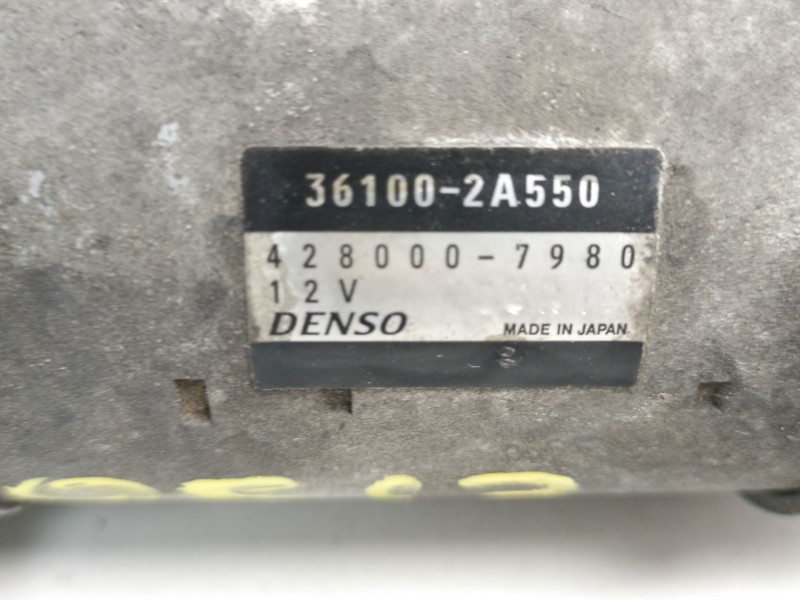 36100-2A550
428000-7980
12V
DENSO MADE IN JAPAN